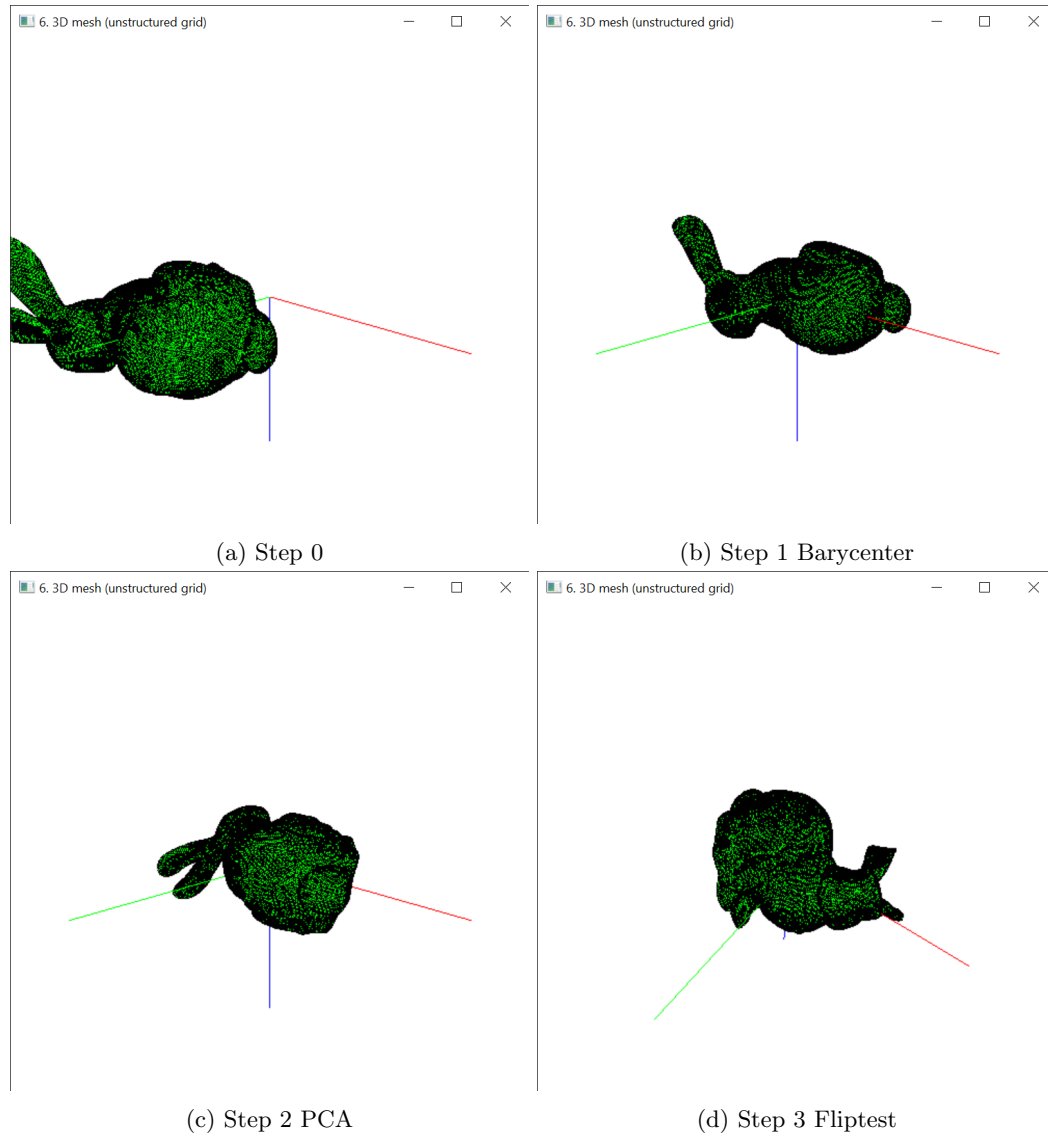 6. 3D mesh (unstructured grid)
6. 3D mesh (unstructured grid)
(a) Step 0
(b) Step 1 Barycenter
6. 3D mesh (unstructured grid)
6. 3D mesh (unstructured grid)
(c) Step 2 PCA
(d) Step 3 Fliptest